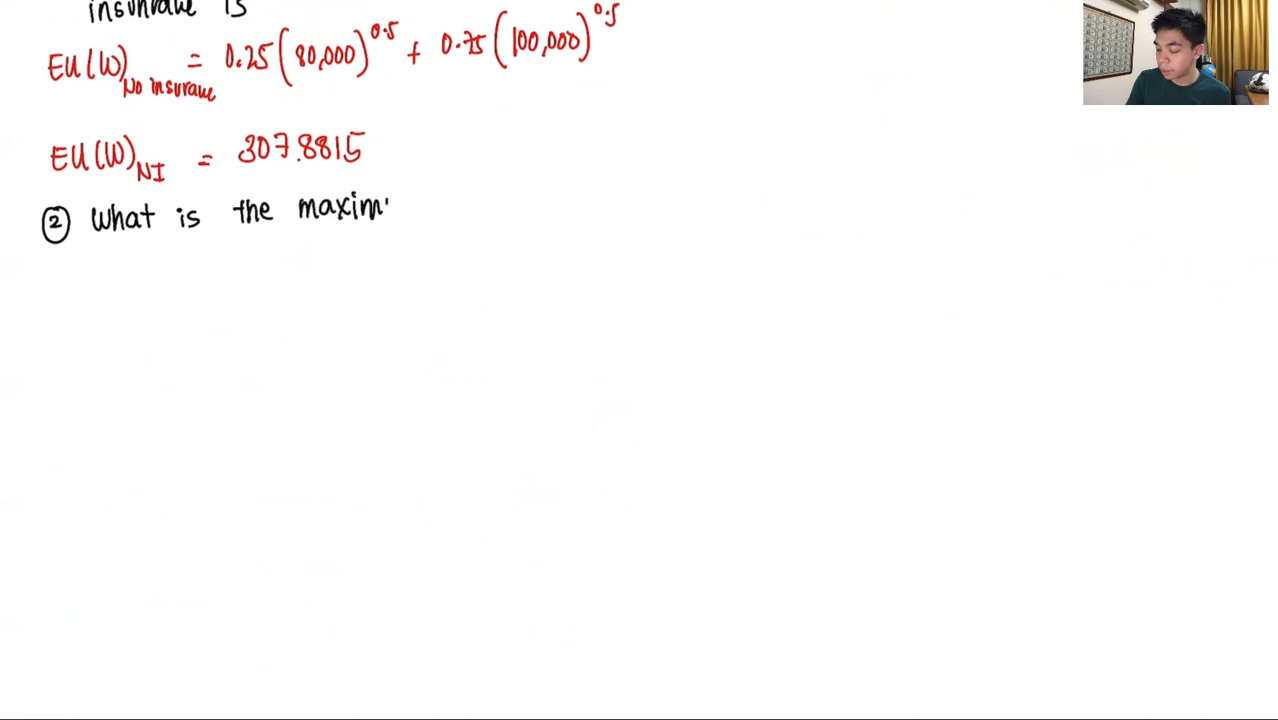 insurance is
EU(W)No insurance = 0.25(80,000)^0.5 + 0.75(100,000)^0.5
EU(W)NI = 307.8815
② What is the maxim